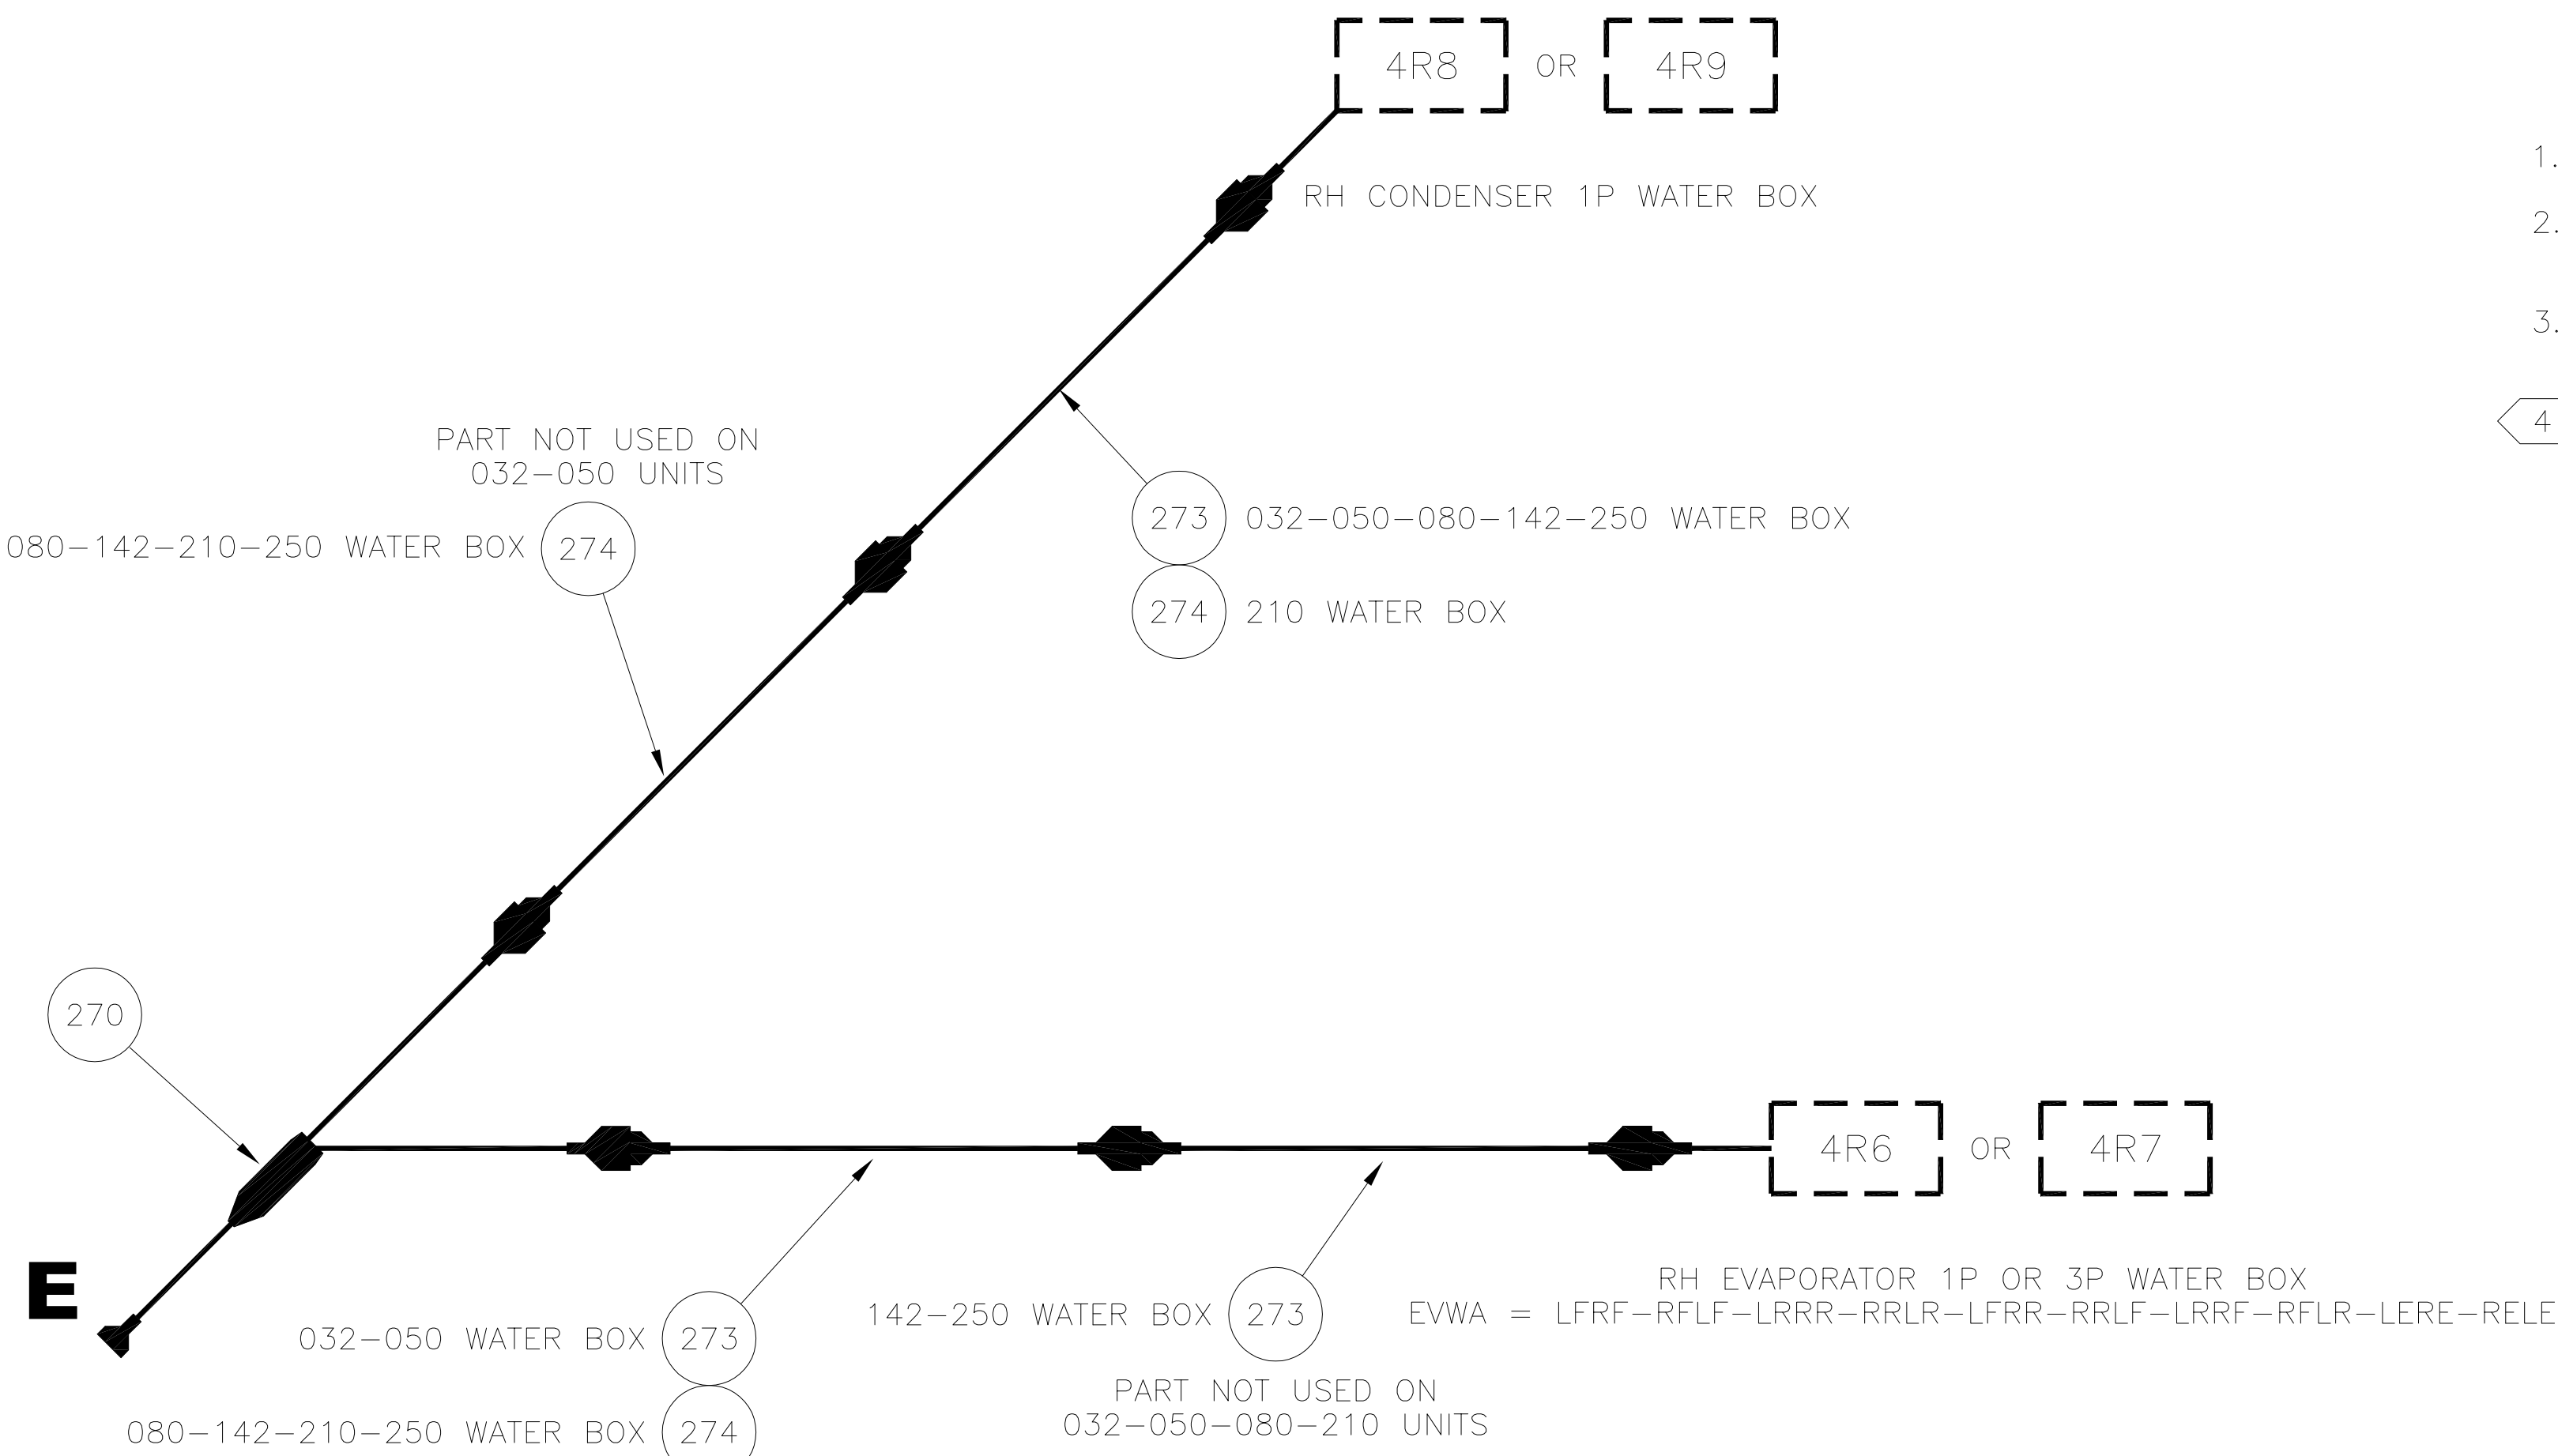 4R8 OR 4R9
1.
RH CONDENSER 1P WATER BOX
2.
3.
4
PART NOT USED ON
032-050 UNITS
080-142-210-250 WATER BOX 274
273 032-050-080-142-250 WATER BOX
274 210 WATER BOX
270
4R6 OR 4R7
E
RH EVAPORATOR 1P OR 3P WATER BOX
EVWA = LFRF-RFLF-LRRR-RRLR-LFRR-RRLF-LRRF-RFLR-LERE-RELE
142-250 WATER BOX 273
PART NOT USED ON
032-050-080-210 UNITS
032-050 WATER BOX 273
080-142-210-250 WATER BOX 274